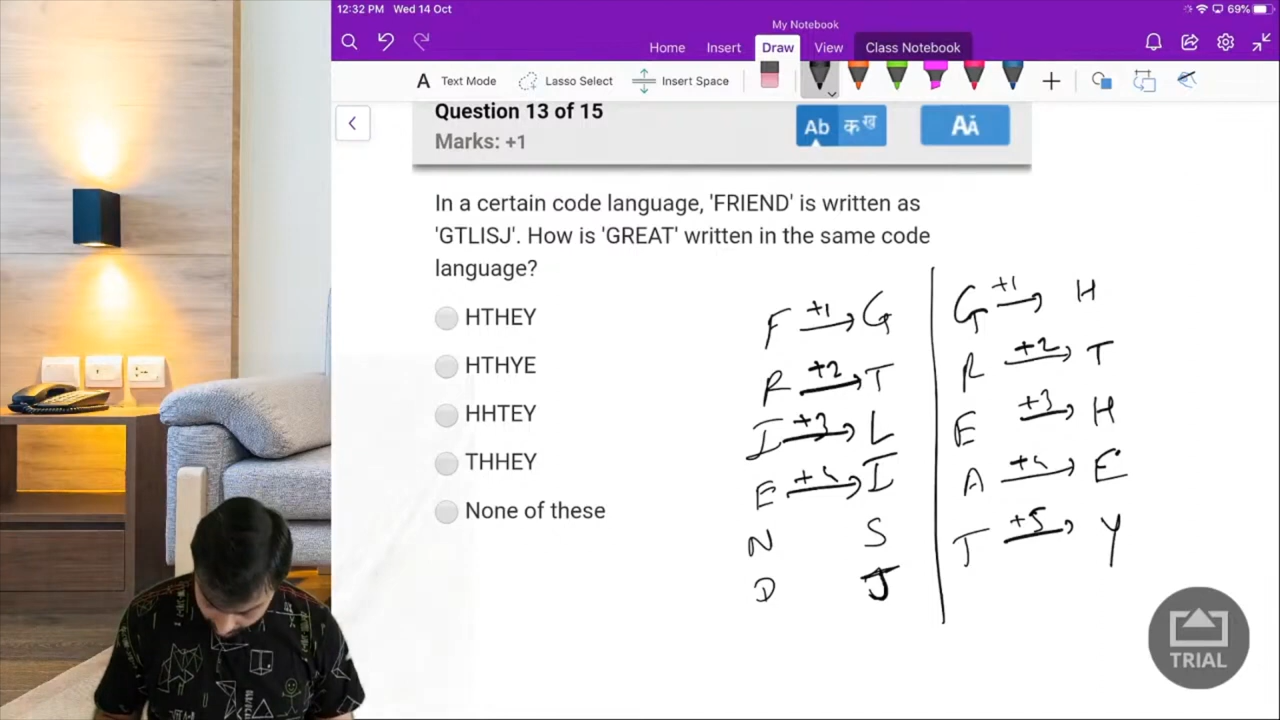 12:32 PM Wed 14 Oct
69%
My Notebook
Home Insert Draw View Class Notebook
A Text Mode Lasso Select Insert Space
Question 13 of 15
Marks: +1
Ab क ख
AA
In a certain code language, 'FRIEND' is written as
'GTLISJ'. How is 'GREAT' written in the same code
language?
HTHEY
HTHYE
HHTEY
THHEY
None of these
F +1 G
R +2 T
I +3 L
E +4 I
N S
D J
G +1 H
R +2 T
E +3 H
A +4 E
T +5 Y
TRIAL